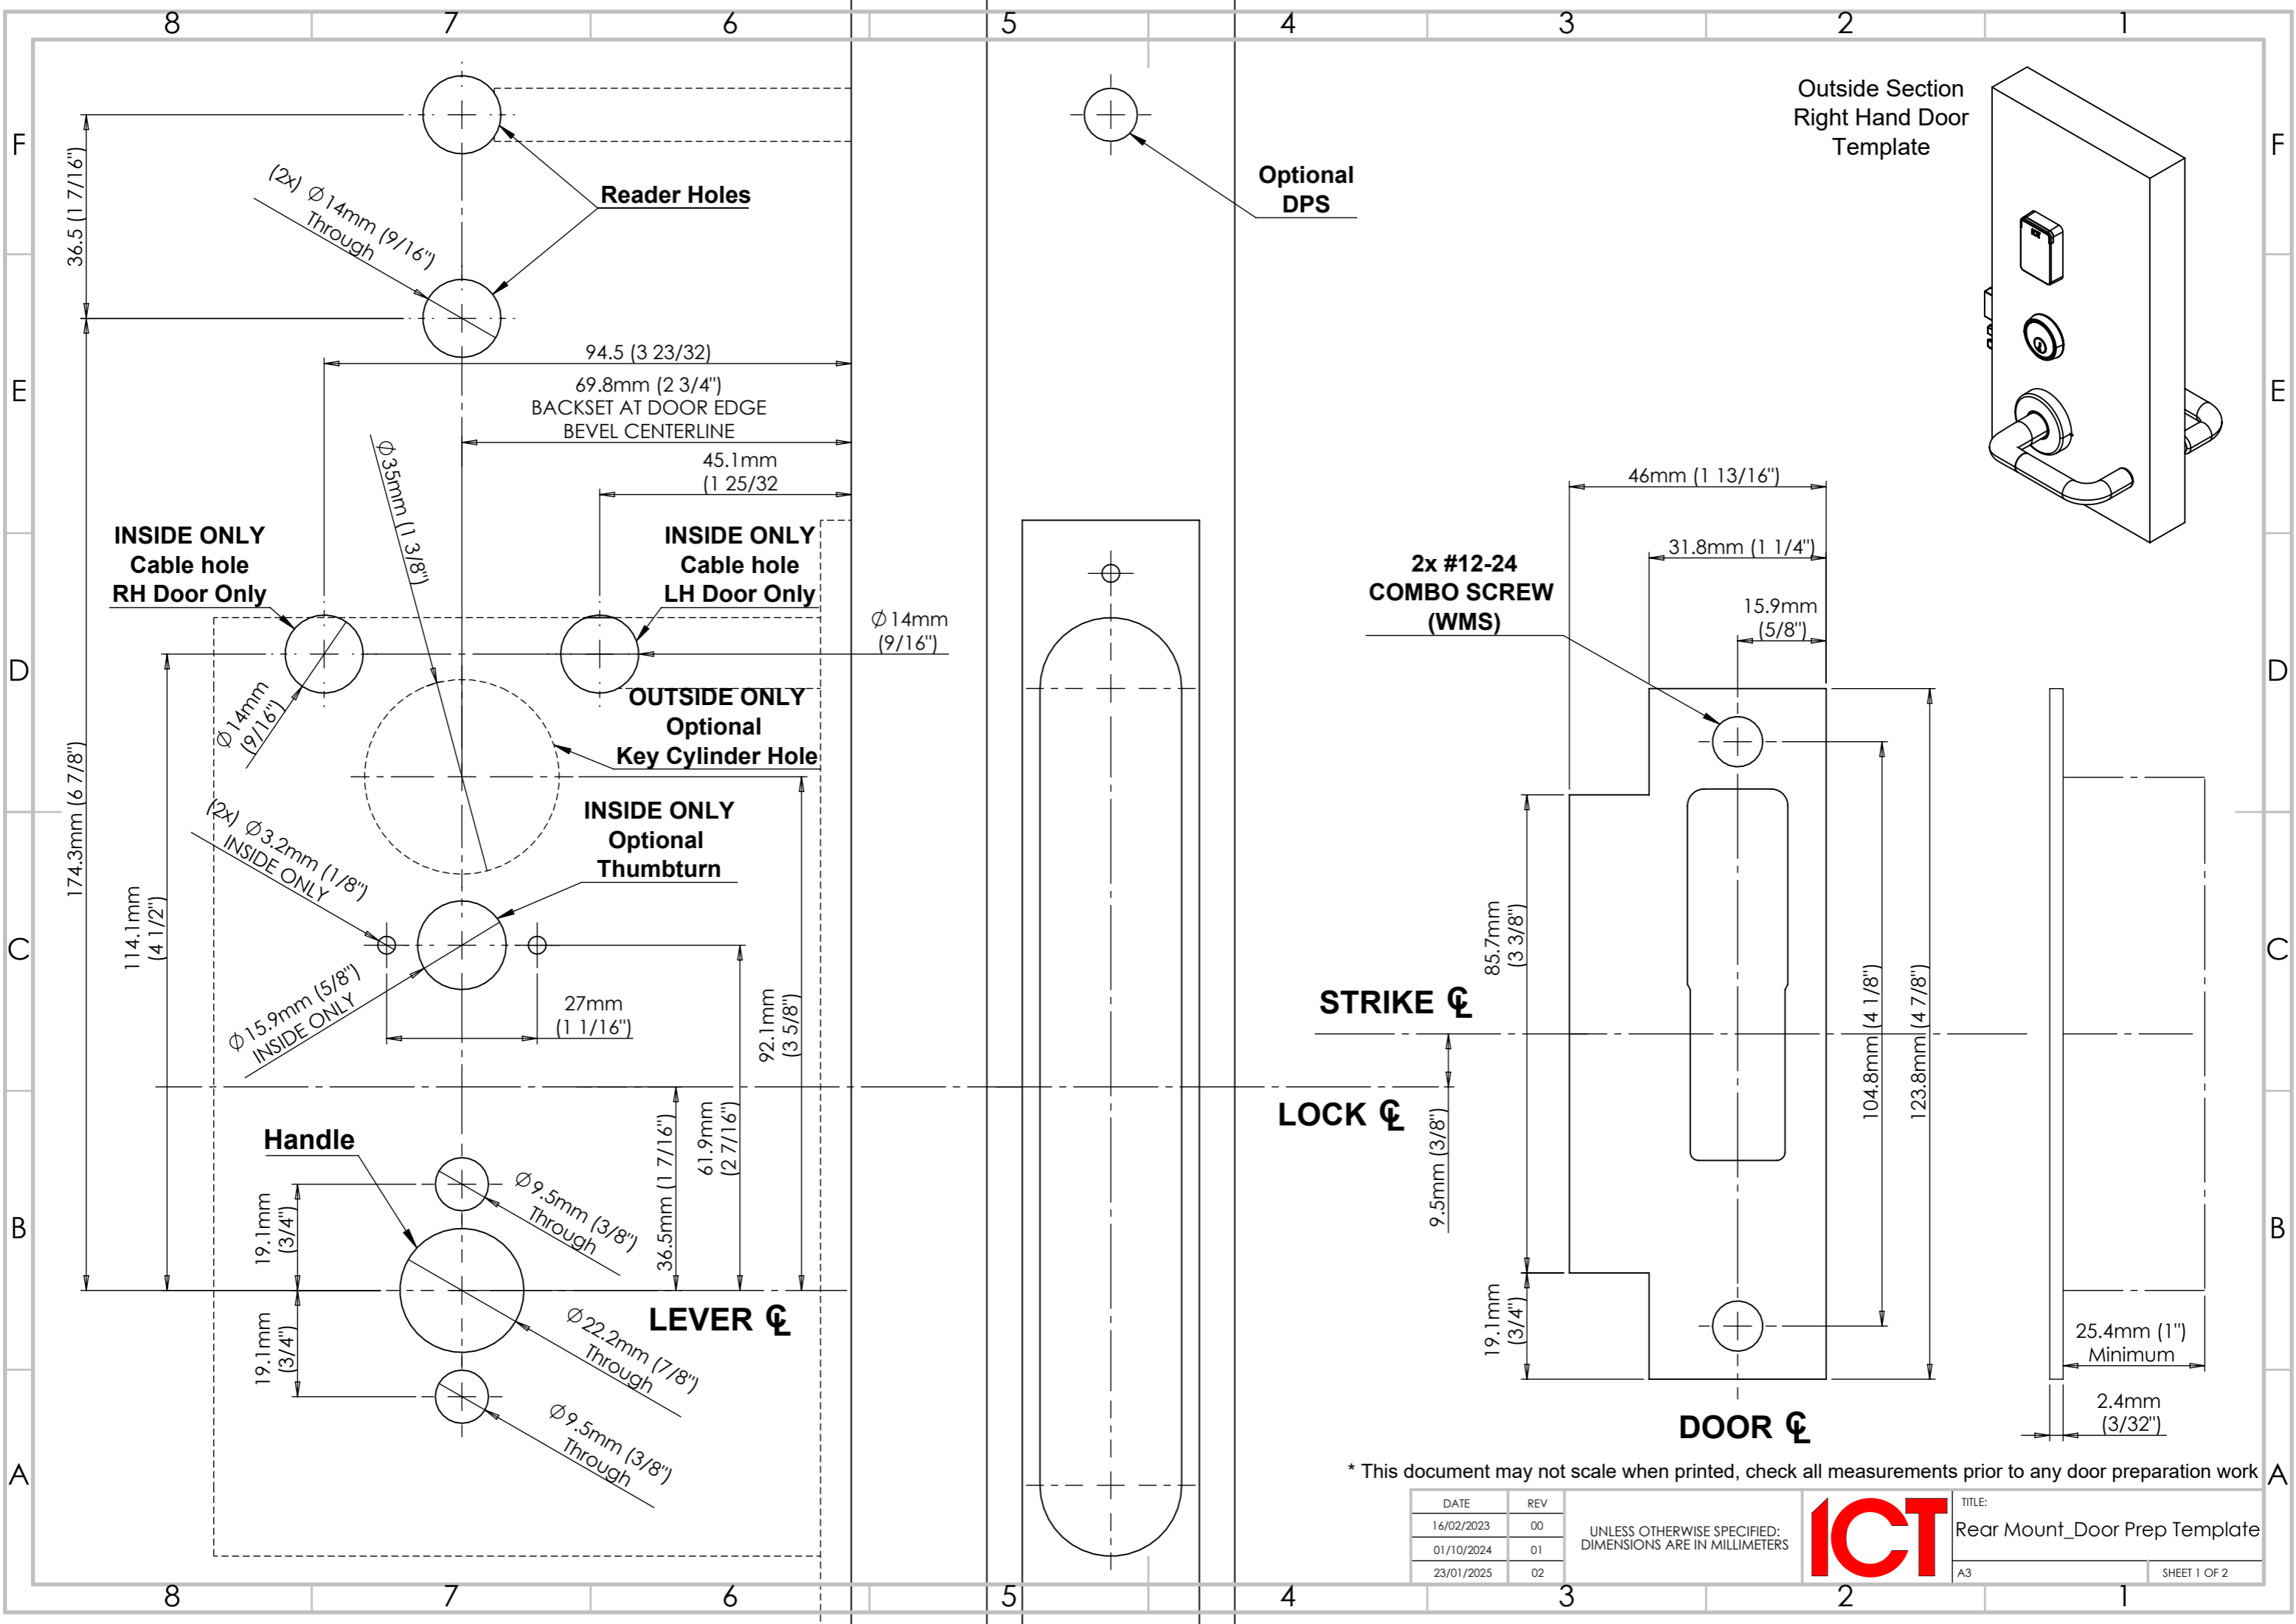 8 7 6 5 4 3 2 1
F
E
D
C
B
A
36.5 (1 7/16")
(2x) Ø14mm (9/16")
Through
Reader Holes
Optional
DPS
Outside Section
Right Hand Door
Template
94.5 (3 23/32)
69.8mm (2 3/4")
BACKSET AT DOOR EDGE
BEVEL CENTERLINE
45.1mm
(1 25/32
Ø35mm (1 3/8")
INSIDE ONLY
Cable hole
RH Door Only
INSIDE ONLY
Cable hole
LH Door Only
Ø14mm
(9/16")
Ø14mm
(9/16")
OUTSIDE ONLY
Optional
Key Cylinder Hole
174.3mm (6 7/8")
114.1mm
(4 1/2")
(2x) Ø3.2mm (1/8")
INSIDE ONLY
INSIDE ONLY
Optional
Thumbturn
Ø15.9mm (5/8")
INSIDE ONLY
27mm
(1 1/16")
92.1mm
(3 5/8")
61.9mm
(2 7/16")
36.5mm (1 7/16")
Handle
19.1mm
(3/4")
19.1mm
(3/4")
Ø9.5mm (3/8")
Through
Ø22.2mm (7/8")
Through
Ø9.5mm (3/8")
Through
LEVER ℄
46mm (1 13/16")
31.8mm (1 1/4")
15.9mm
(5/8")
2x #12-24
COMBO SCREW
(WMS)
85.7mm
(3 3/8")
STRIKE ℄
LOCK ℄
9.5mm (3/8")
104.8mm (4 1/8")
123.8mm (4 7/8")
19.1mm
(3/4")
25.4mm (1")
Minimum
2.4mm
(3/32")
DOOR ℄
* This document may not scale when printed, check all measurements prior to any door preparation work
DATE REV
16/02/2023 00
01/10/2024 01
23/01/2025 02
UNLESS OTHERWISE SPECIFIED:
DIMENSIONS ARE IN MILLIMETERS
ICT
TITLE:
Rear Mount_Door Prep Template
A3
SHEET 1 OF 2
F
E
D
C
B
A
8 7 6 5 4 3 2 1